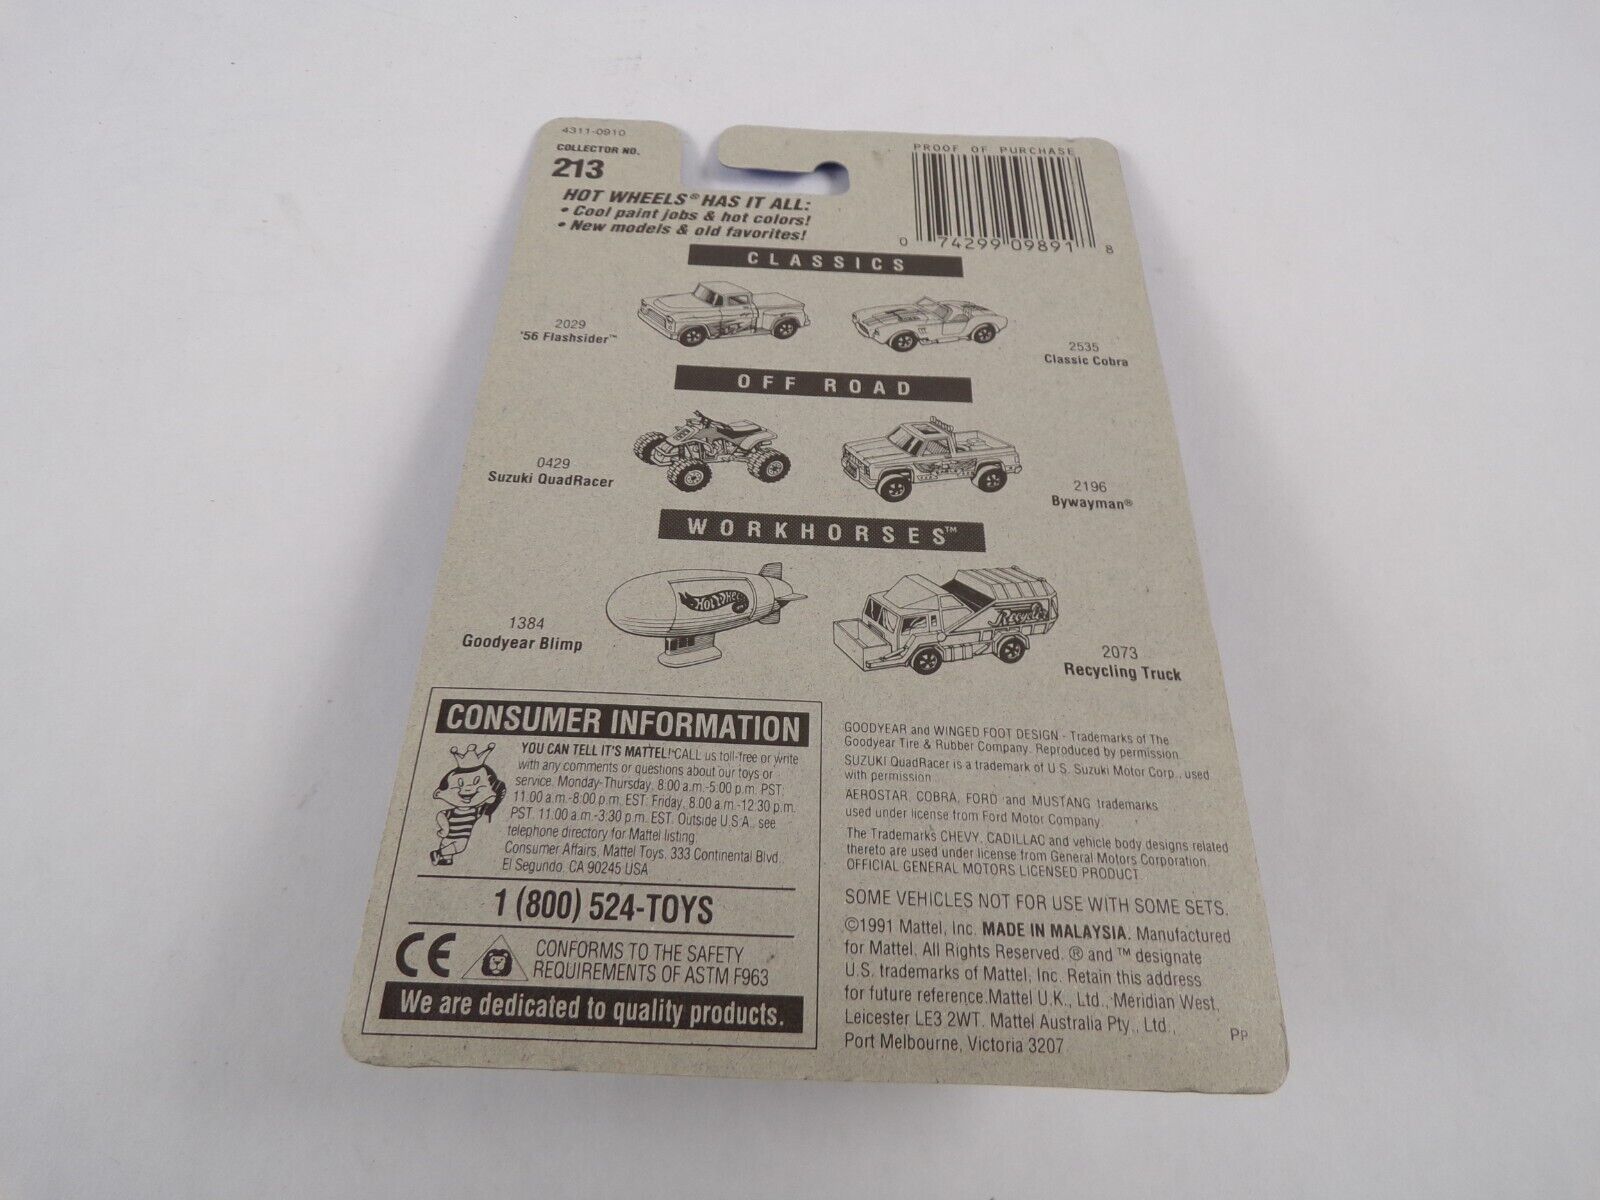 4311-0910
COLLECTOR NO.
213
HOT WHEELS® HAS IT ALL:
• Cool paint jobs & hot colors!
• New models & old favorites!
PROOF OF PURCHASE
0 74299 09891 8
CLASSICS
2029
'56 Flashsider™
2535
Classic Cobra
OFF ROAD
0429
Suzuki QuadRacer
2196
Bywayman®
WORKHORSES™
Hot Wheels
1384
Goodyear Blimp
Recycler
2073
Recycling Truck
CONSUMER INFORMATION
YOU CAN TELL IT'S MATTEL!® CALL us toll-free or write
with any comments or questions about our toys or
service. Monday-Thursday, 8:00 a.m.-5:00 p.m. PST.
11:00 a.m.-8:00 p.m. EST. Friday, 8:00 a.m.-12:30 p.m.
PST. 11:00 a.m.-3:30 p.m. EST. Outside U.S.A., see
telephone directory for Mattel listing.
Consumer Affairs, Mattel Toys, 333 Continental Blvd.,
El Segundo, CA 90245 USA
1 (800) 524-TOYS
CE
CONFORMS TO THE SAFETY
REQUIREMENTS OF ASTM F963
We are dedicated to quality products.
GOODYEAR and WINGED FOOT DESIGN - Trademarks of The
Goodyear Tire & Rubber Company. Reproduced by permission.
SUZUKI QuadRacer is a trademark of U.S. Suzuki Motor Corp., used
with permission.
AEROSTAR, COBRA, FORD and MUSTANG trademarks
used under license from Ford Motor Company.
The Trademarks CHEVY, CADILLAC and vehicle body designs related
thereto are used under license from General Motors Corporation.
OFFICIAL GENERAL MOTORS LICENSED PRODUCT.
SOME VEHICLES NOT FOR USE WITH SOME SETS.
©1991 Mattel, Inc. MADE IN MALAYSIA. Manufactured
for Mattel. All Rights Reserved. ® and ™ designate
U.S. trademarks of Mattel, Inc. Retain this address
for future reference. Mattel U.K., Ltd., Meridian West,
Leicester LE3 2WT. Mattel Australia Pty., Ltd.,
Port Melbourne, Victoria 3207
PP